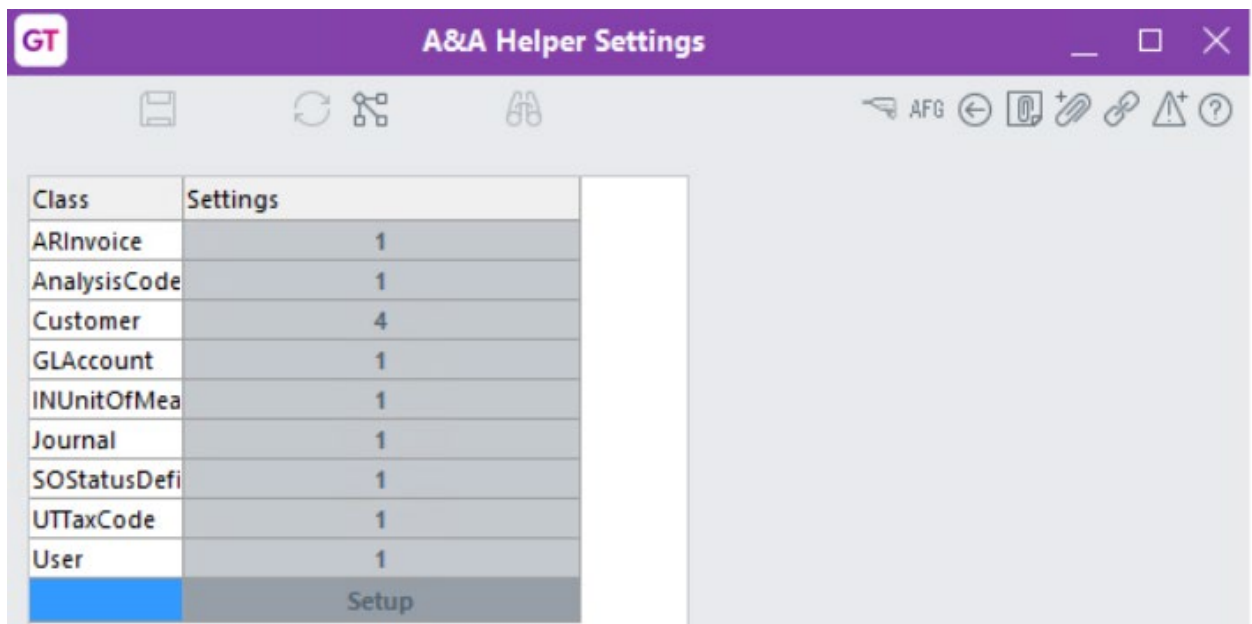 GT A&A Helper Settings
AFG
Class Settings
ARInvoice 1
AnalysisCode 1
Customer 4
GLAccount 1
INUnitOfMea 1
Journal 1
SOStatusDefi 1
UTTaxCode 1
User 1
Setup